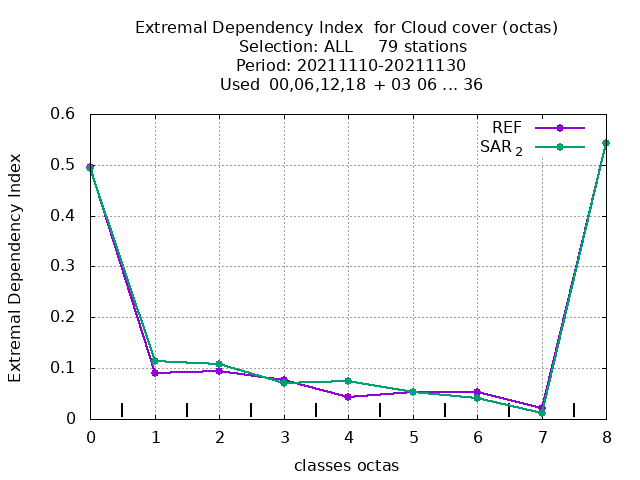 Extremal Dependency Index for Cloud cover (octas)
Selection: ALL 79 stations
Period: 20211110-20211130
Used 00,06,12,18 + 03 06 ... 36
REF
SAR 2
Extremal Dependency Index
0.6
0.5
0.4
0.3
0.2
0.1
0
0 1 2 3 4 5 6 7 8
classes octas